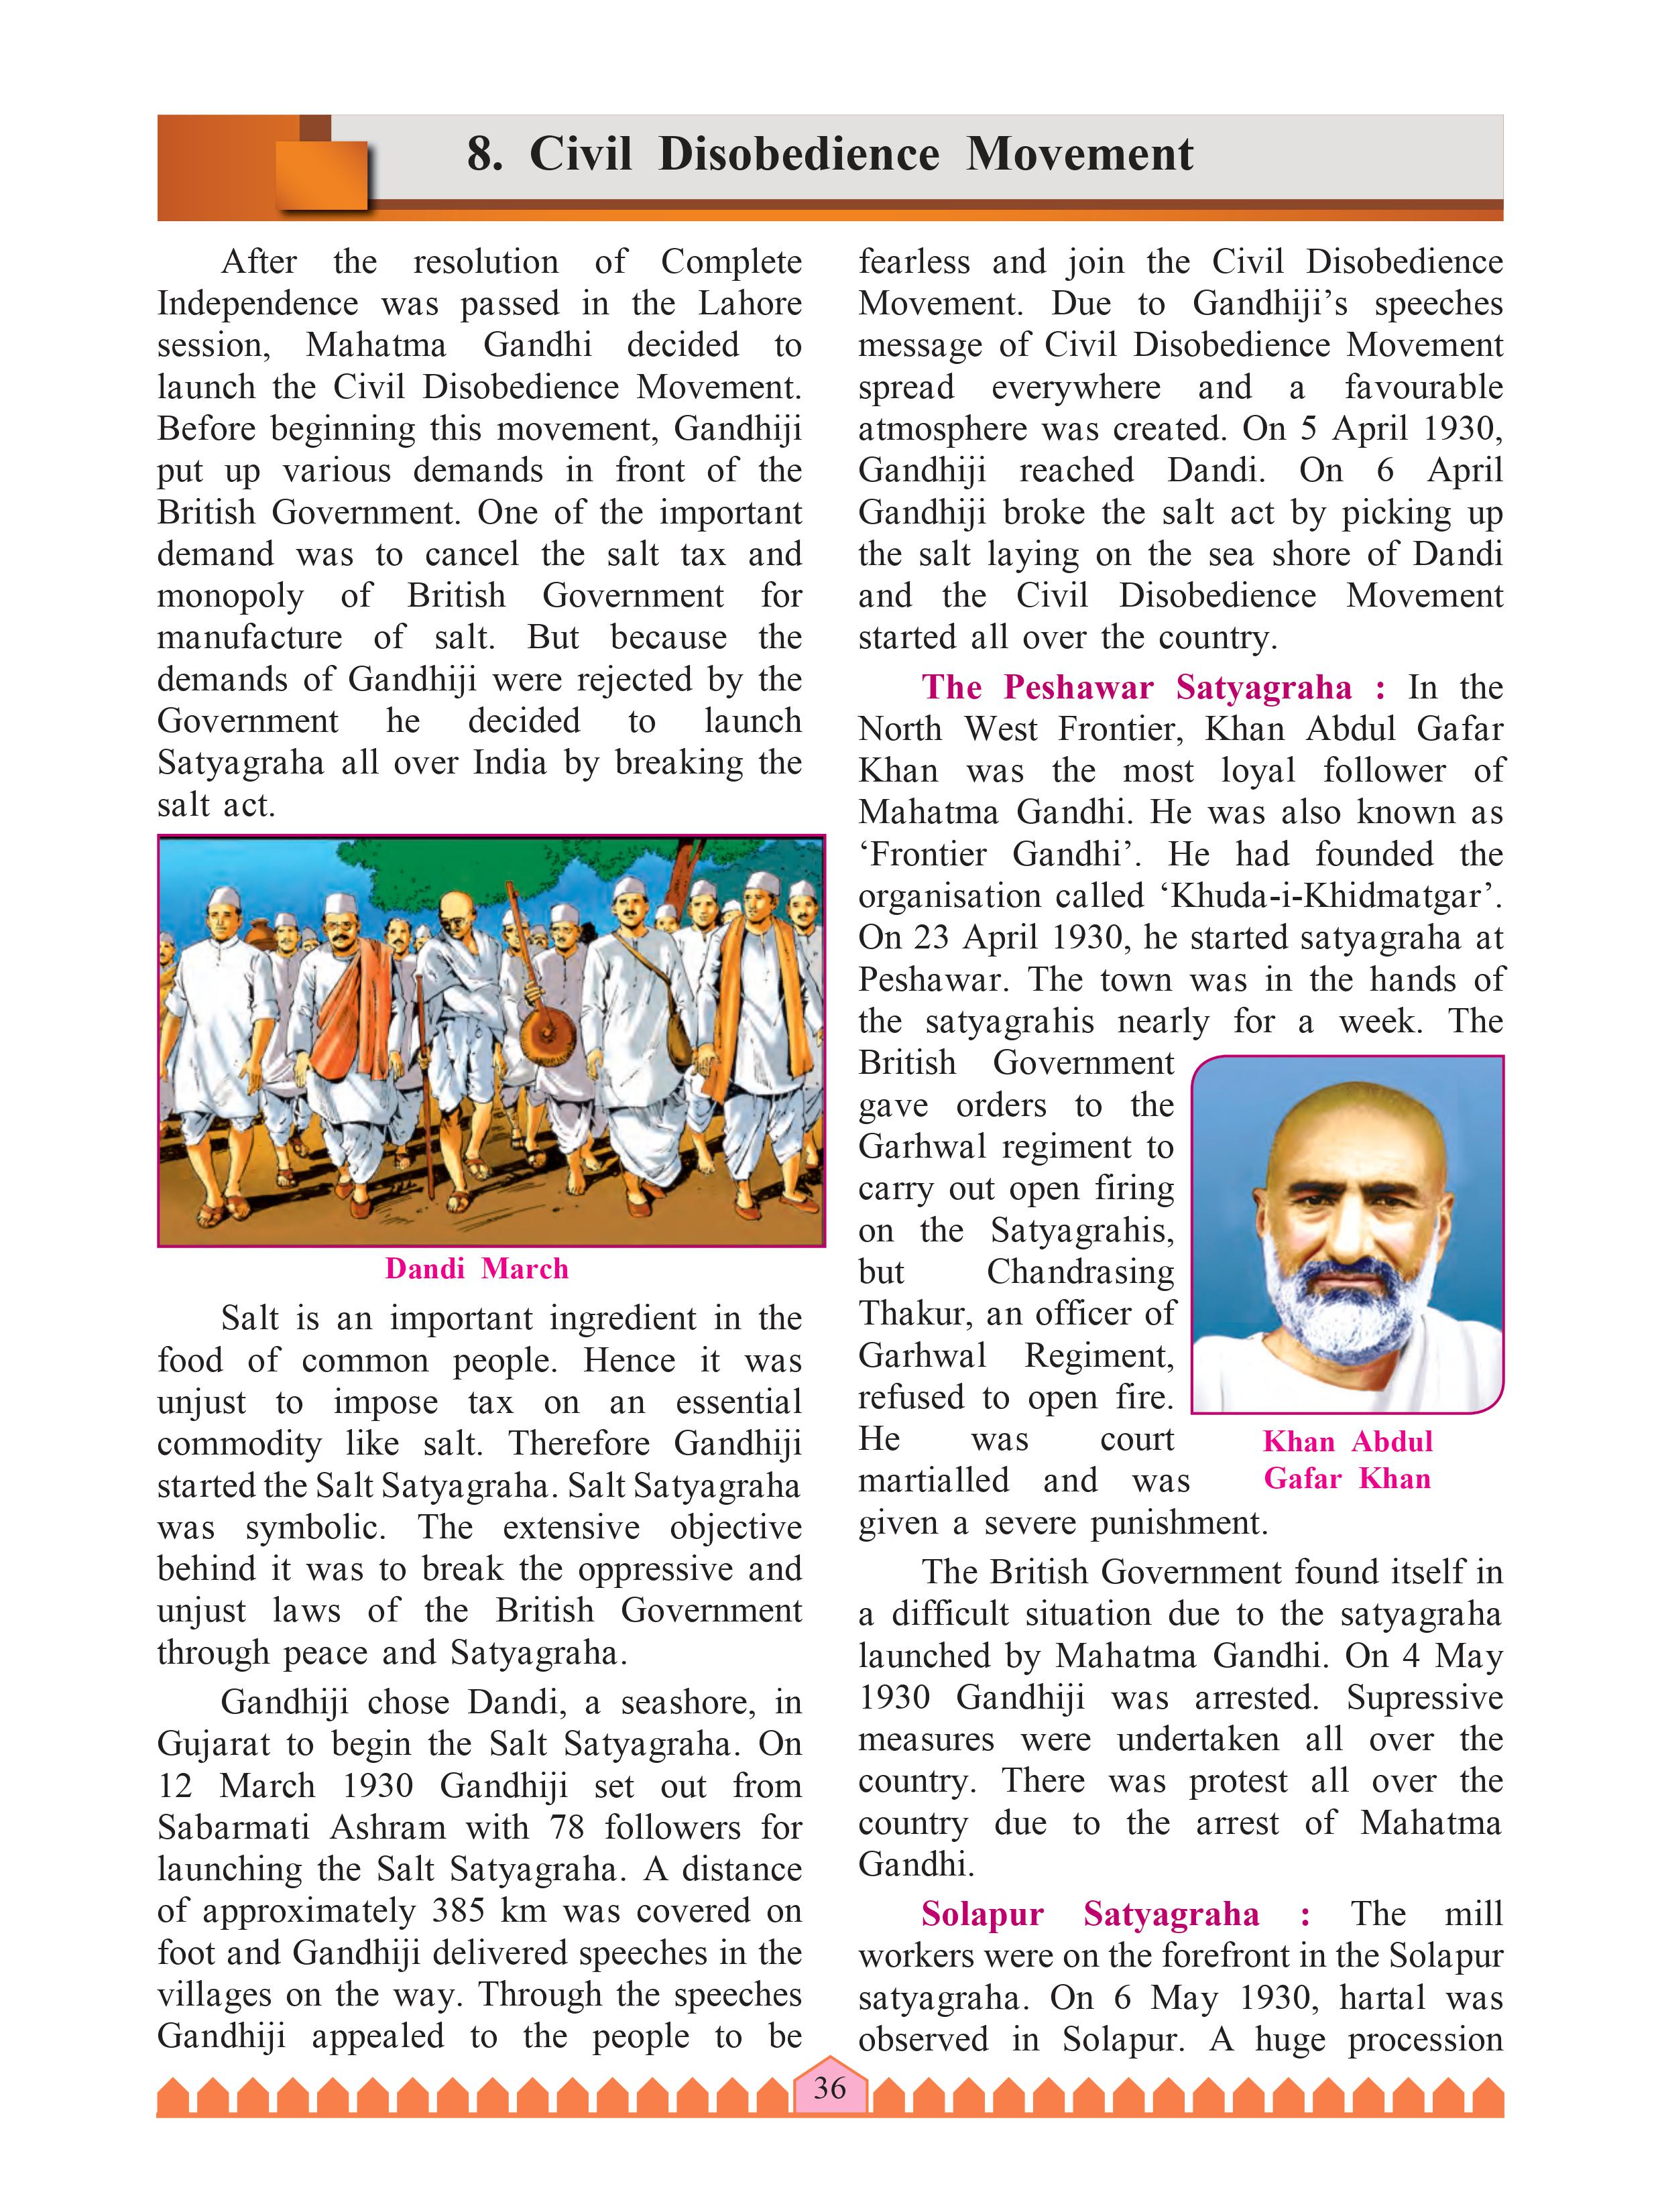 8. Civil Disobedience Movement
After the resolution of Complete
Independence was passed in the Lahore
session, Mahatma Gandhi decided to
launch the Civil Disobedience Movement.
Before beginning this movement, Gandhiji
put up various demands in front of the
British Government. One of the important
demand was to cancel the salt tax and
monopoly of British Government for
manufacture of salt. But because the
demands of Gandhiji were rejected by the
Government he decided to launch
Satyagraha all over India by breaking the
salt act.
Dandi March
Salt is an important ingredient in the
food of common people. Hence it was
unjust to impose tax on an essential
commodity like salt. Therefore Gandhiji
started the Salt Satyagraha. Salt Satyagraha
was symbolic. The extensive objective
behind it was to break the oppressive and
unjust laws of the British Government
through peace and Satyagraha.
Gandhiji chose Dandi, a seashore, in
Gujarat to begin the Salt Satyagraha. On
12 March 1930 Gandhiji set out from
Sabarmati Ashram with 78 followers for
launching the Salt Satyagraha. A distance
of approximately 385 km was covered on
foot and Gandhiji delivered speeches in the
villages on the way. Through the speeches
Gandhiji appealed to the people to be
fearless and join the Civil Disobedience
Movement. Due to Gandhiji’s speeches
message of Civil Disobedience Movement
spread everywhere and a favourable
atmosphere was created. On 5 April 1930,
Gandhiji reached Dandi. On 6 April
Gandhiji broke the salt act by picking up
the salt laying on the sea shore of Dandi
and the Civil Disobedience Movement
started all over the country.
The Peshawar Satyagraha : In the
North West Frontier, Khan Abdul Gafar
Khan was the most loyal follower of
Mahatma Gandhi. He was also known as
‘Frontier Gandhi’. He had founded the
organisation called ‘Khuda-i-Khidmatgar’.
On 23 April 1930, he started satyagraha at
Peshawar. The town was in the hands of
the satyagrahis nearly for a week. The
British Government
gave orders to the
Garhwal regiment to
carry out open firing
on the Satyagrahis,
but Chandrasing
Thakur, an officer of
Garhwal Regiment,
refused to open fire.
He was court
martialled and was
given a severe punishment.
Khan Abdul
Gafar Khan
The British Government found itself in
a difficult situation due to the satyagraha
launched by Mahatma Gandhi. On 4 May
1930 Gandhiji was arrested. Supressive
measures were undertaken all over the
country. There was protest all over the
country due to the arrest of Mahatma
Gandhi.
Solapur Satyagraha : The mill
workers were on the forefront in the Solapur
satyagraha. On 6 May 1930, hartal was
observed in Solapur. A huge procession
36